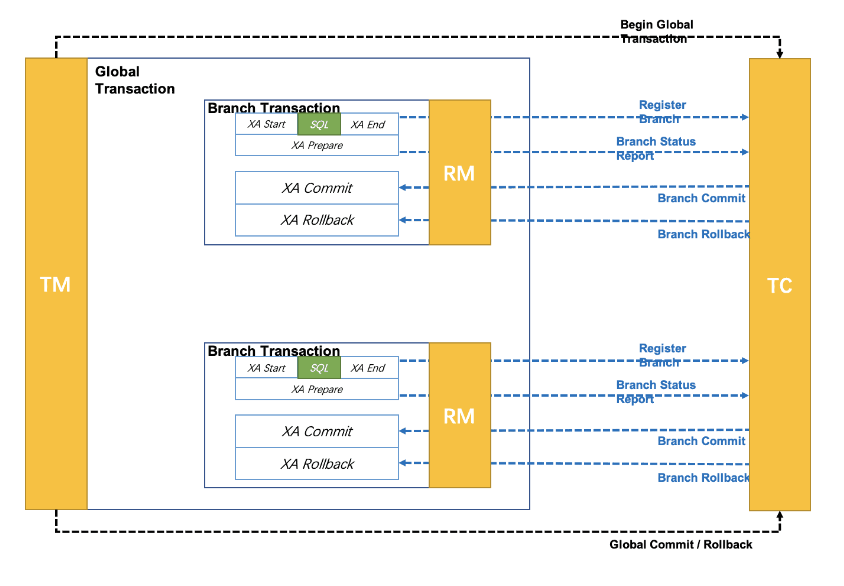 Begin Global
Transaction
Global
Transaction
TM
Branch Transaction
XA Start SQL XA End
XA Prepare
XA Commit
XA Rollback
RM
Register
Branch
Branch Status
Report
Branch Commit
Branch Rollback
TC
Branch Transaction
XA Start SQL XA End
XA Prepare
XA Commit
XA Rollback
RM
Register
Branch
Branch Status
Report
Branch Commit
Branch Rollback
Global Commit / Rollback